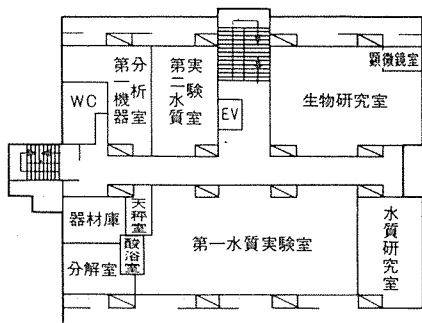 第一機器
分析室
第二水質
実験室
顕微鏡室
生物研究室
WC
EV
器材庫
天秤室
第一水質実験室
水質研究室
酸浴室
分解室